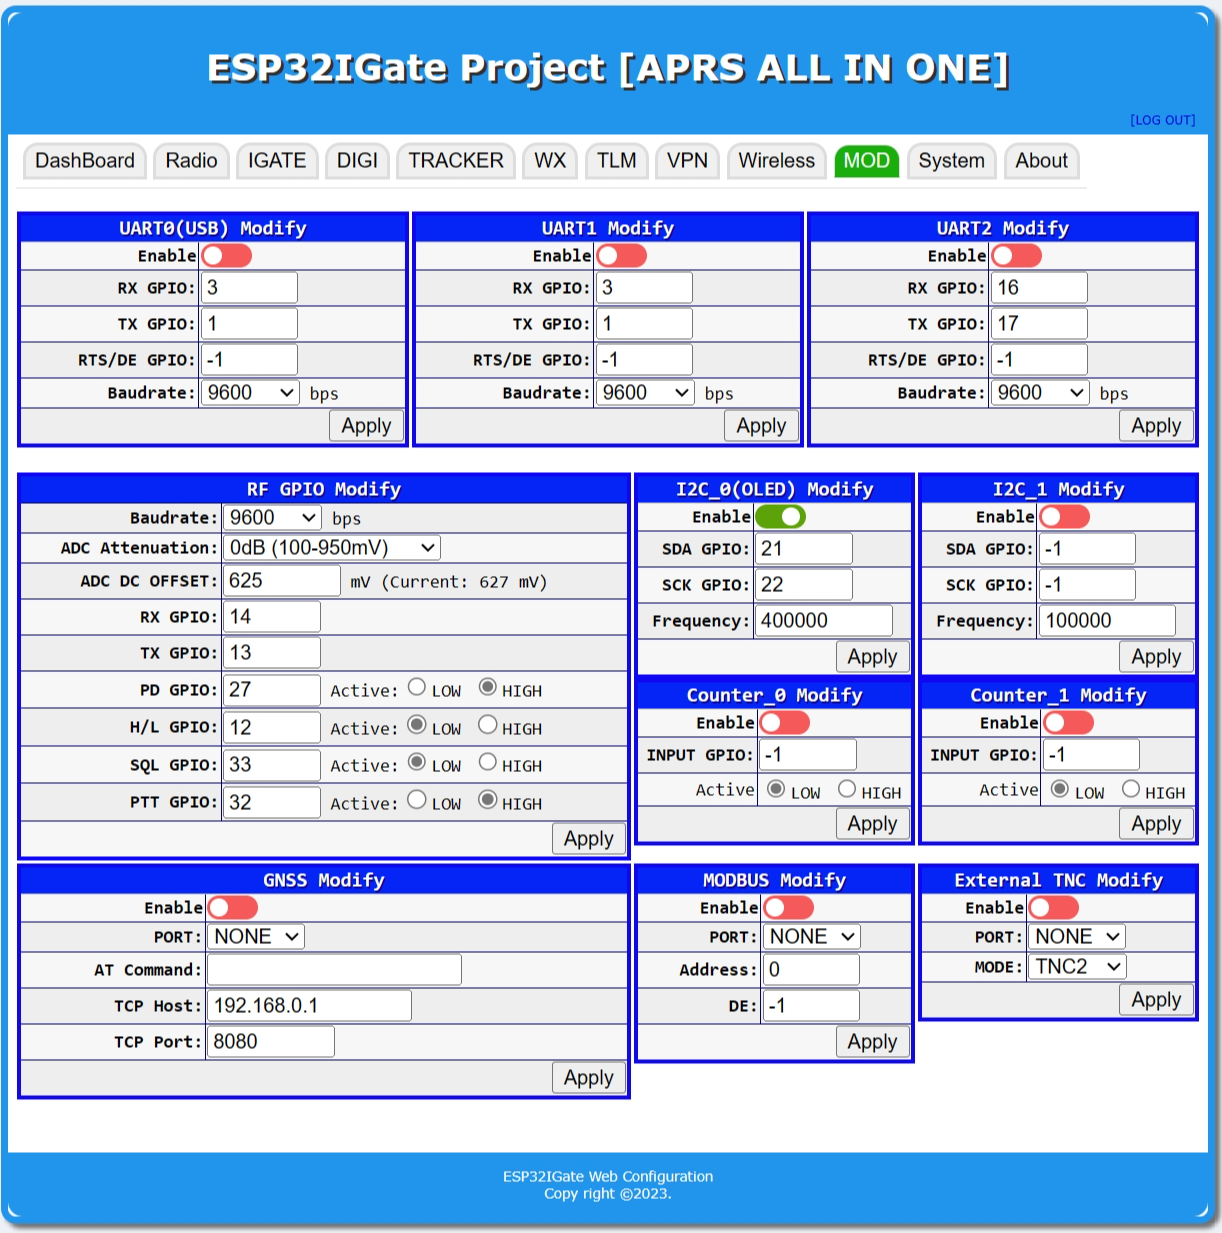 ESP32IGate Project [APRS ALL IN ONE]
[LOG OUT]
DashBoard Radio IGATE DIGI TRACKER WX TLM VPN Wireless MOD System About
UART0(USB) Modify
Enable
RX GPIO: 3
TX GPIO: 1
RTS/DE GPIO: -1
Baudrate: 9600 bps
Apply
UART1 Modify
Enable
RX GPIO: 3
TX GPIO: 1
RTS/DE GPIO: -1
Baudrate: 9600 bps
Apply
UART2 Modify
Enable
RX GPIO: 16
TX GPIO: 17
RTS/DE GPIO: -1
Baudrate: 9600 bps
Apply
RF GPIO Modify
Baudrate: 9600 bps
ADC Attenuation: 0dB (100-950mV)
ADC DC OFFSET: 625 mV (Current: 627 mV)
RX GPIO: 14
TX GPIO: 13
PD GPIO: 27 Active: LOW HIGH
H/L GPIO: 12 Active: LOW HIGH
SQL GPIO: 33 Active: LOW HIGH
PTT GPIO: 32 Active: LOW HIGH
Apply
I2C_0(OLED) Modify
Enable
SDA GPIO: 21
SCK GPIO: 22
Frequency: 400000
Apply
I2C_1 Modify
Enable
SDA GPIO: -1
SCK GPIO: -1
Frequency: 100000
Apply
Counter_0 Modify
Enable
INPUT GPIO: -1
Active LOW HIGH
Apply
Counter_1 Modify
Enable
INPUT GPIO: -1
Active LOW HIGH
Apply
GNSS Modify
Enable
PORT: NONE
AT Command:
TCP Host: 192.168.0.1
TCP Port: 8080
Apply
MODBUS Modify
Enable
PORT: NONE
Address: 0
DE: -1
Apply
External TNC Modify
Enable
PORT: NONE
MODE: TNC2
Apply
ESP32IGate Web Configuration
Copy right ©2023.